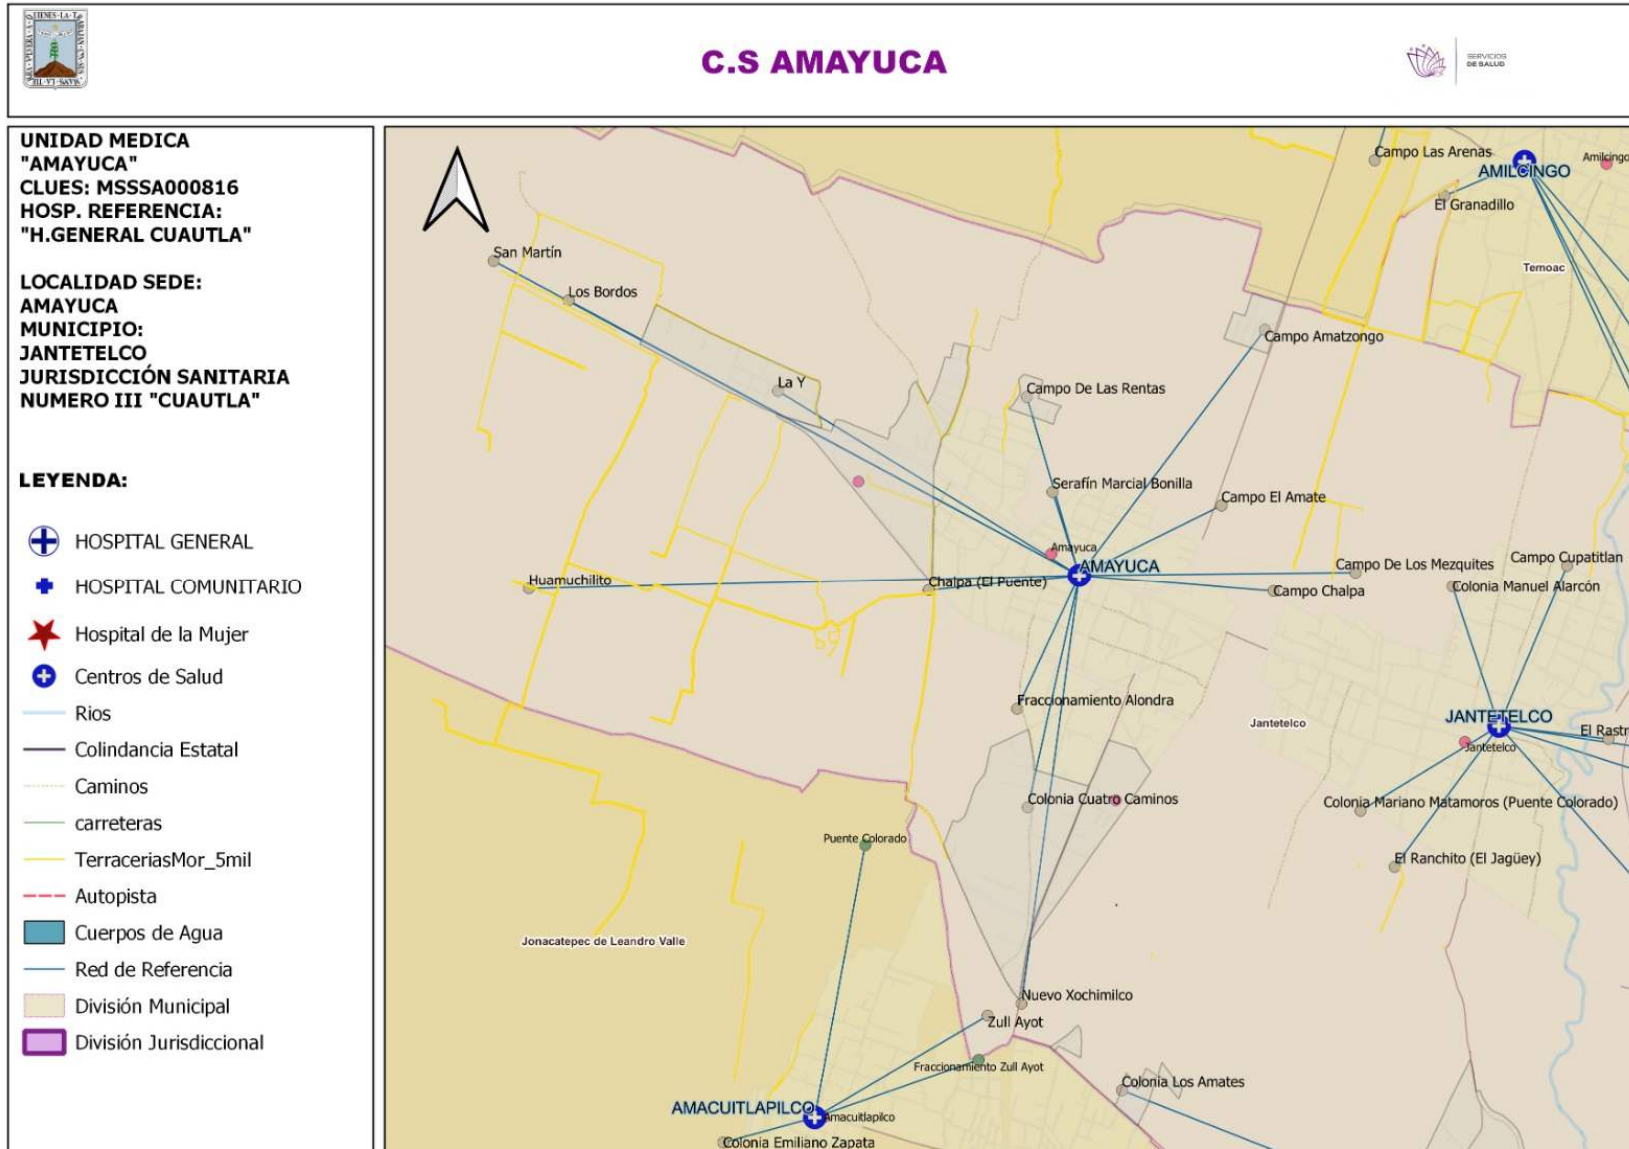 C.S AMAYUCA
SERVICIOS
DE SALUD
UNIDAD MEDICA
"AMAYUCA"
CLUES: MSSSA000816
HOSP. REFERENCIA:
"H.GENERAL CUAUTLA"
LOCALIDAD SEDE:
AMAYUCA
MUNICIPIO:
JANTETELCO
JURISDICCIÓN SANITARIA
NUMERO III "CUAUTLA"
LEYENDA:
HOSPITAL GENERAL
HOSPITAL COMUNITARIO
Hospital de la Mujer
Centros de Salud
Rios
Colindancia Estatal
Caminos
carreteras
TerraceriasMor_5mil
Autopista
Cuerpos de Agua
Red de Referencia
División Municipal
División Jurisdiccional
Campo Las Arenas
Amilcingo
AMILCINGO
El Granadillo
San Martín
Temoac
Los Bordos
Campo Amatzongo
La Y
Campo De Las Rentas
Serafín Marcial Bonilla
Campo El Amate
Amayuca
AMAYUCA
Campo De Los Mezquites
Campo Cupatitlan
Huamuchilito
Chalpa (El Puente)
Campo Chalpa
Colonia Manuel Alarcón
Fraccionamiento Alondra
Jantetelco
JANTETELCO
El Rastr
Jantetelco
Colonia Cuatro Caminos
Colonia Mariano Matamoros (Puente Colorado)
Puente Colorado
El Ranchito (El Jagüey)
Jonacatepec de Leandro Valle
Nuevo Xochimilco
Zull Ayot
Fraccionamiento Zull Ayot
Colonia Los Amates
AMACUITLAPILCO
Amacuitlapilco
Colonia Emiliano Zapata